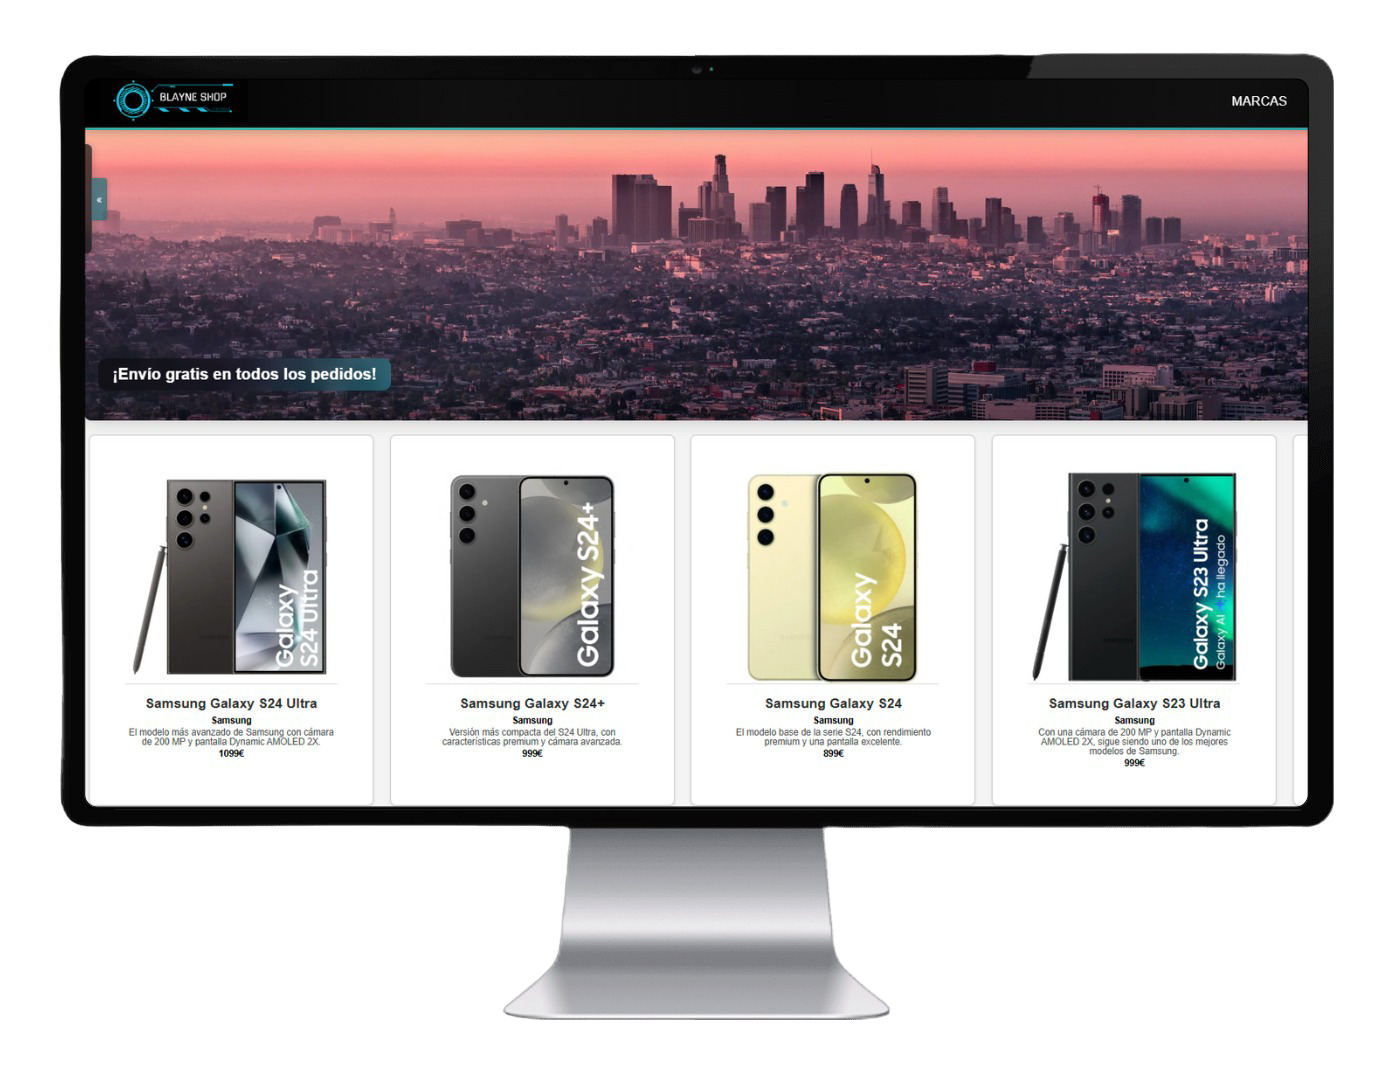 BLAYNE SHOP
MARCAS
«
¡Envío gratis en todos los pedidos!
Galaxy
S24 Ultra
Galaxy S24+
Galaxy
S24
Galaxy S23 Ultra
Galaxy AI ha llegado
Samsung Galaxy S24 Ultra
Samsung
El modelo más avanzado de Samsung con cámara
de 200 MP y pantalla Dynamic AMOLED 2X.
1099€
Samsung Galaxy S24+
Samsung
Versión más compacta del S24 Ultra, con
características premium y cámara avanzada.
999€
Samsung Galaxy S24
Samsung
El modelo base de la serie S24, con rendimiento
premium y una pantalla excelente.
899€
Samsung Galaxy S23 Ultra
Samsung
Con una cámara de 200 MP y pantalla Dynamic
AMOLED 2X, sigue siendo uno de los mejores
modelos de Samsung.
999€